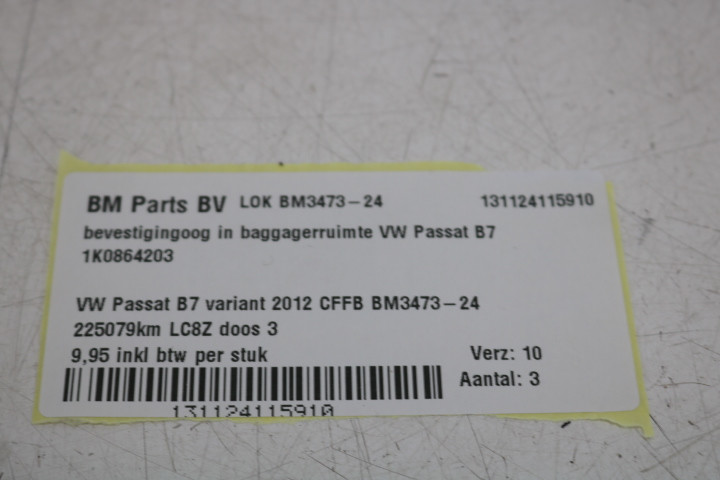 BM Parts BV LOK BM3473-24 131124115910
bevestigingoog in baggagerruimte VW Passat B7
1K0864203
VW Passat B7 variant 2012 CFFB BM3473-24
225079km LC8Z doos 3
9,95 inkl btw per stuk Verz: 10
Aantal: 3
131124115910